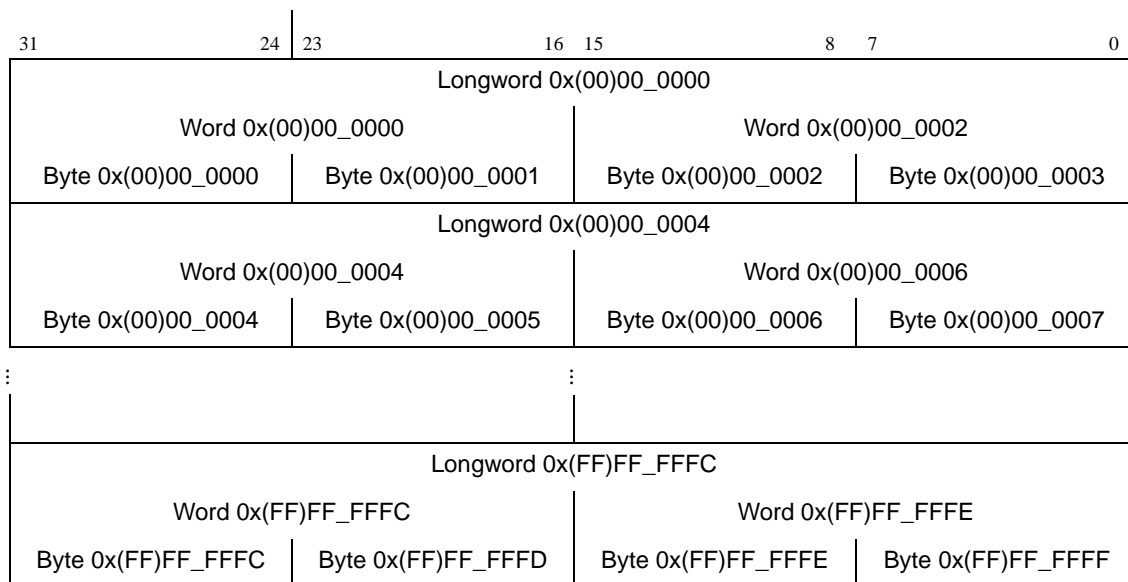 31 24 23 16 15 8 7 0
Longword 0x(00)00_0000
Word 0x(00)00_0000 Word 0x(00)00_0002
Byte 0x(00)00_0000 Byte 0x(00)00_0001 Byte 0x(00)00_0002 Byte 0x(00)00_0003
Longword 0x(00)00_0004
Word 0x(00)00_0004 Word 0x(00)00_0006
Byte 0x(00)00_0004 Byte 0x(00)00_0005 Byte 0x(00)00_0006 Byte 0x(00)00_0007
⋮ ⋮
Longword 0x(FF)FF_FFFC
Word 0x(FF)FF_FFFC Word 0x(FF)FF_FFFE
Byte 0x(FF)FF_FFFC Byte 0x(FF)FF_FFFD Byte 0x(FF)FF_FFFE Byte 0x(FF)FF_FFFF